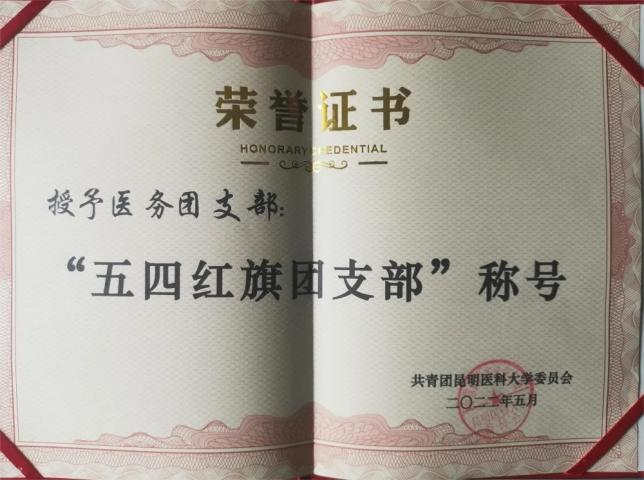 荣誉证书
HONORARY CREDENTIAL
授予医务团支部：
“五四红旗团支部”称号
共青团昆明医科大学委员会
二〇二二年五月